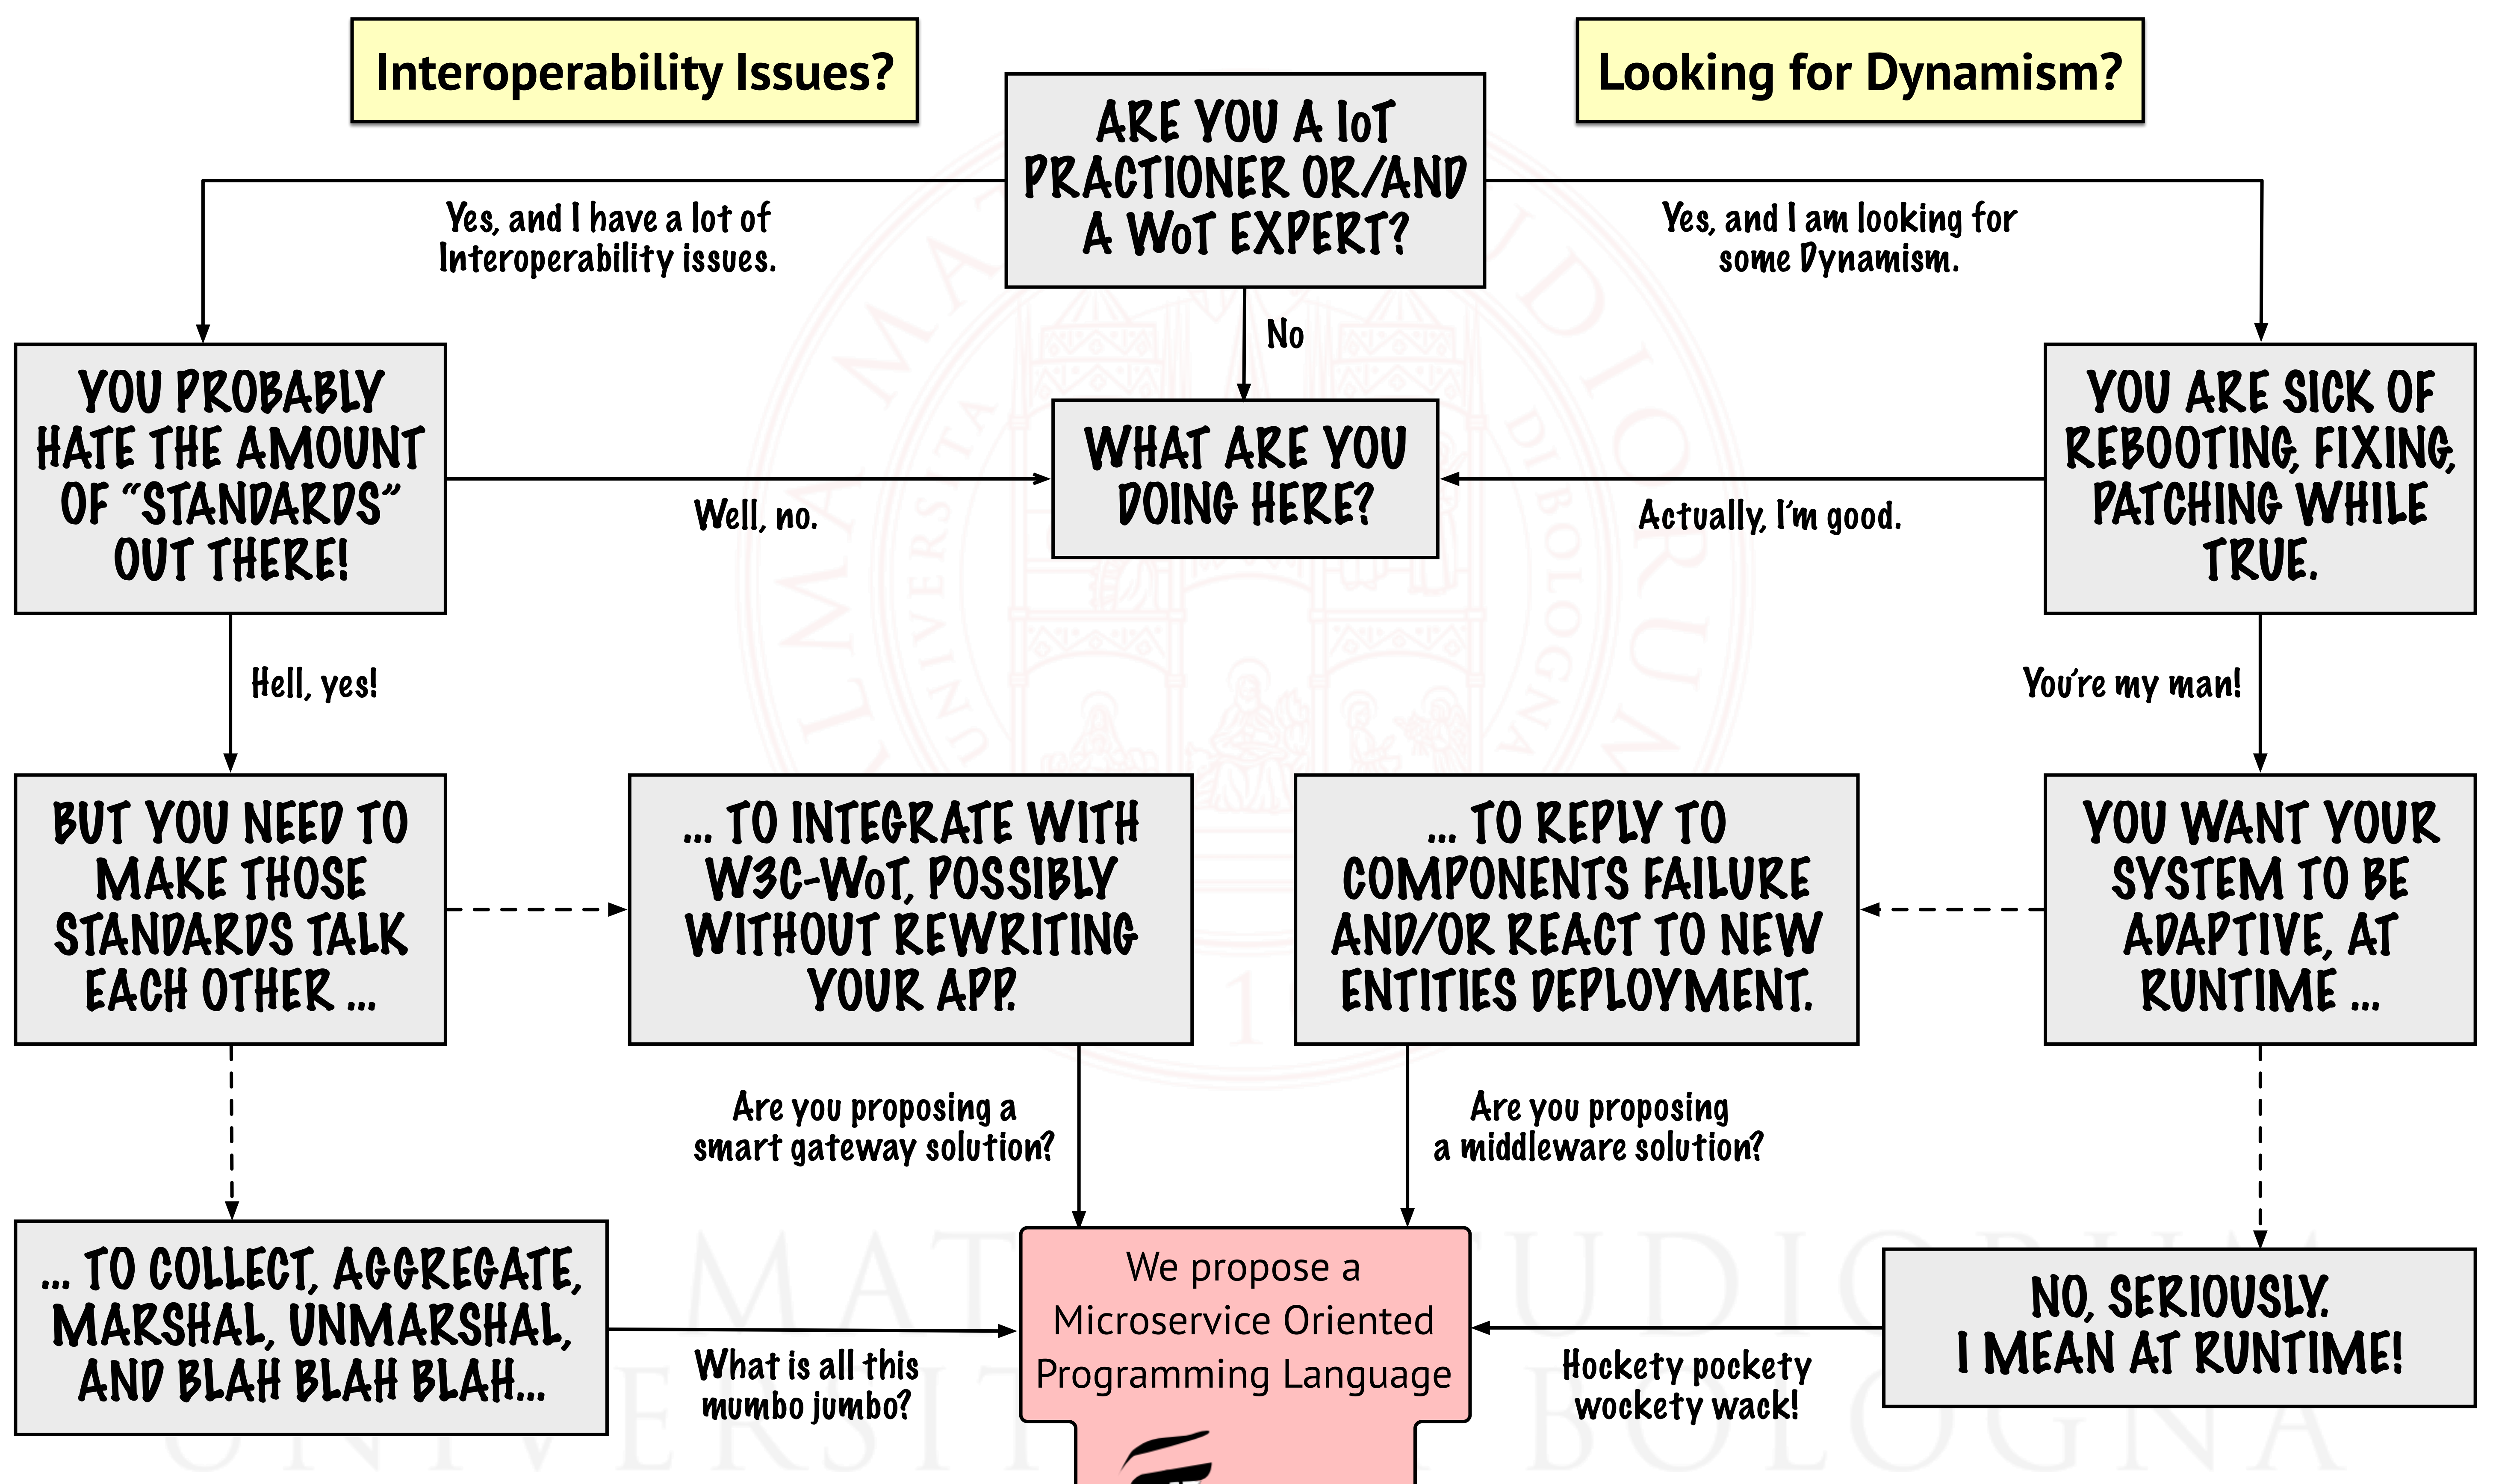 Interoperability Issues?
Looking for Dynamism?
ARE YOU A IoT
PRACTIONER OR/AND
A WoT EXPERT?
Yes, and I have a lot of
Interoperability issues.
Yes, and I am looking for
some Dynamism.
No
YOU PROBABLY
HATE THE AMOUNT
OF “STANDARDS”
OUT THERE!
WHAT ARE YOU
DOING HERE?
YOU ARE SICK OF
REBOOTING, FIXING,
PATCHING WHILE
TRUE.
Well, no.
Actually, I’m good.
Hell, yes!
You’re my man!
BUT YOU NEED TO
MAKE THOSE
STANDARDS TALK
EACH OTHER ...
... TO INTEGRATE WITH
W3C-WoT, POSSIBLY
WITHOUT REWRITING
YOUR APP.
... TO REPLY TO
COMPONENTS FAILURE
AND/OR REACT TO NEW
ENTITIES DEPLOYMENT.
YOU WANT YOUR
SYSTEM TO BE
ADAPTIVE, AT
RUNTIME ...
Are you proposing a
smart gateway solution?
Are you proposing
a middleware solution?
... TO COLLECT, AGGREGATE,
MARSHAL, UNMARSHAL,
AND BLAH BLAH BLAH...
What is all this
mumbo jumbo?
We propose a
Microservice Oriented
Programming Language
Hockety pockety
wockety wack!
NO, SERIOUSLY.
I MEAN AT RUNTIME!